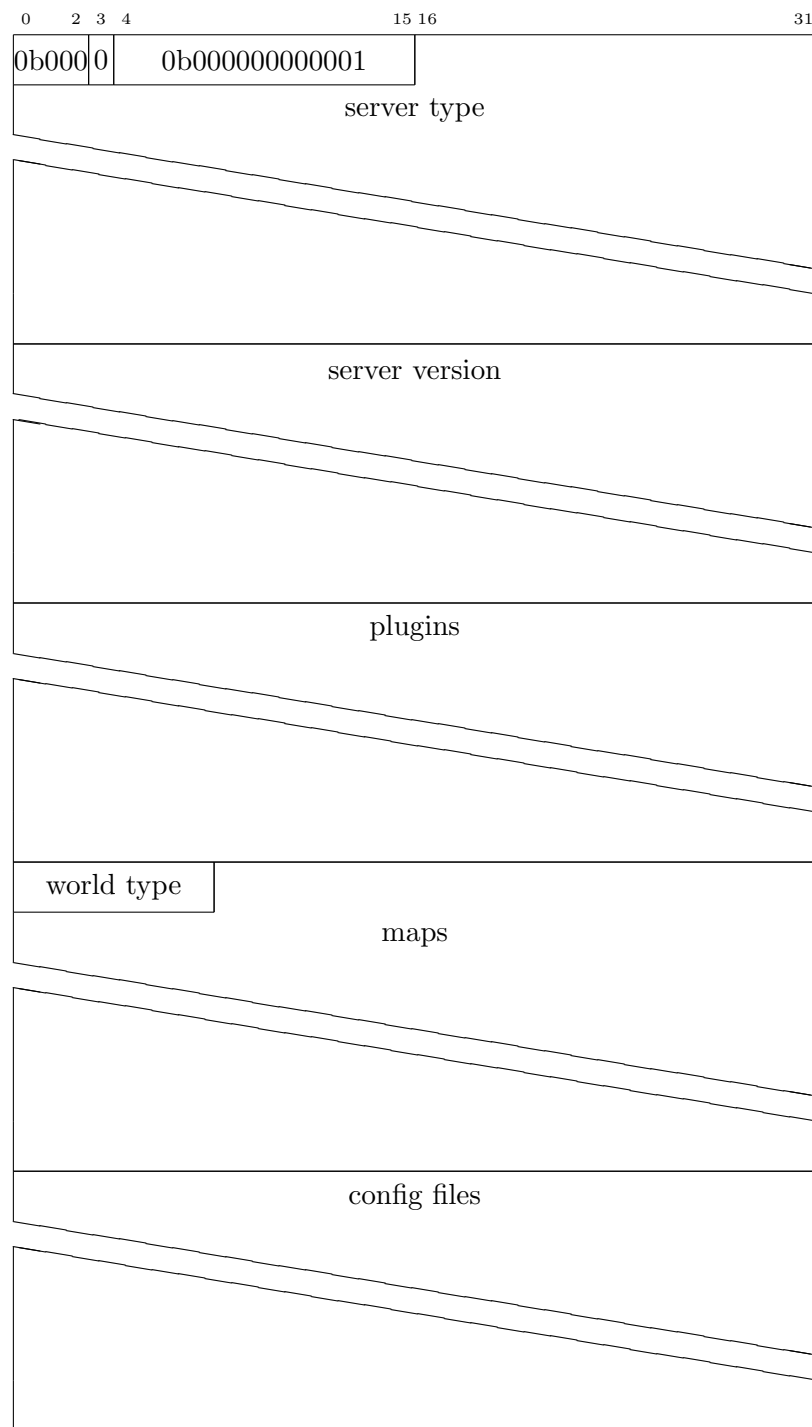 0 2 3 4 15 16 31
0b000 0 0b000000000001
server type
server version
plugins
world type
maps
config files